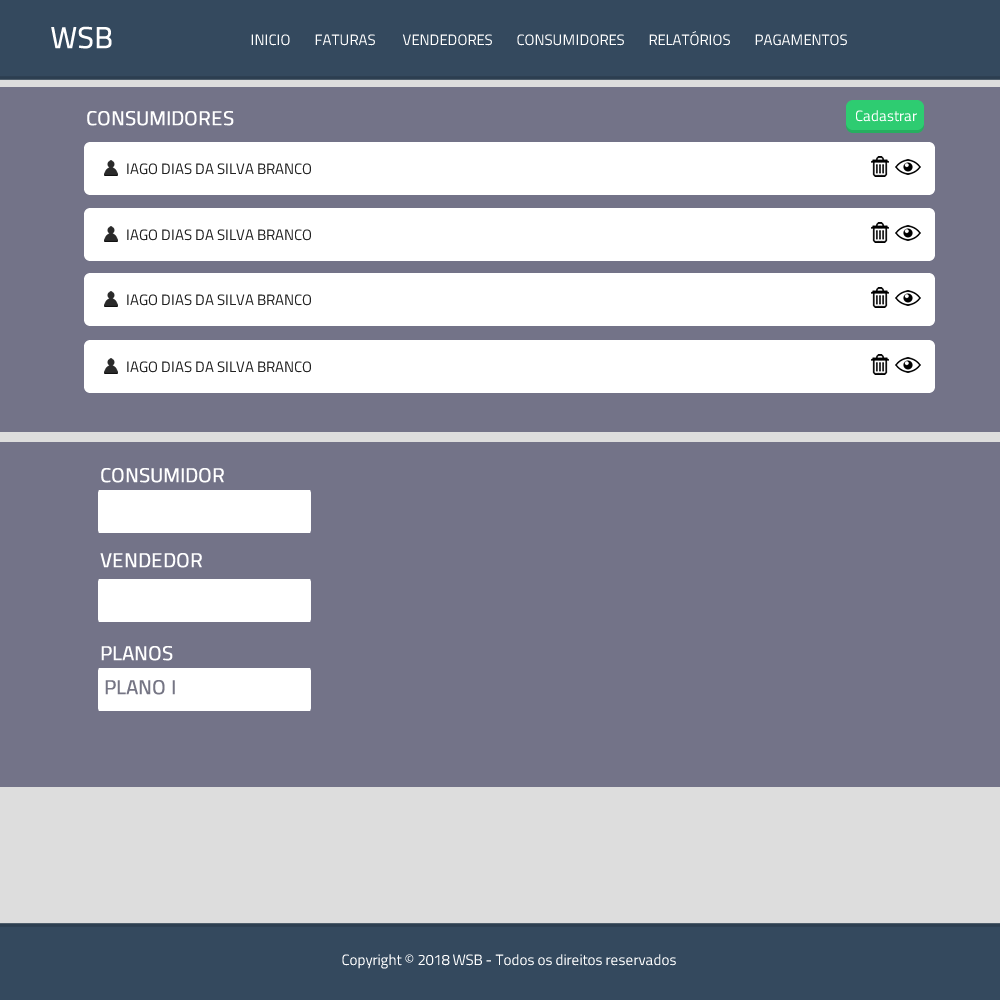 WSB
INICIO FATURAS VENDEDORES CONSUMIDORES RELATÓRIOS PAGAMENTOS
CONSUMIDORES
Cadastrar
IAGO DIAS DA SILVA BRANCO
IAGO DIAS DA SILVA BRANCO
IAGO DIAS DA SILVA BRANCO
IAGO DIAS DA SILVA BRANCO
CONSUMIDOR
VENDEDOR
PLANOS
PLANO I
Copyright © 2018 WSB - Todos os direitos reservados